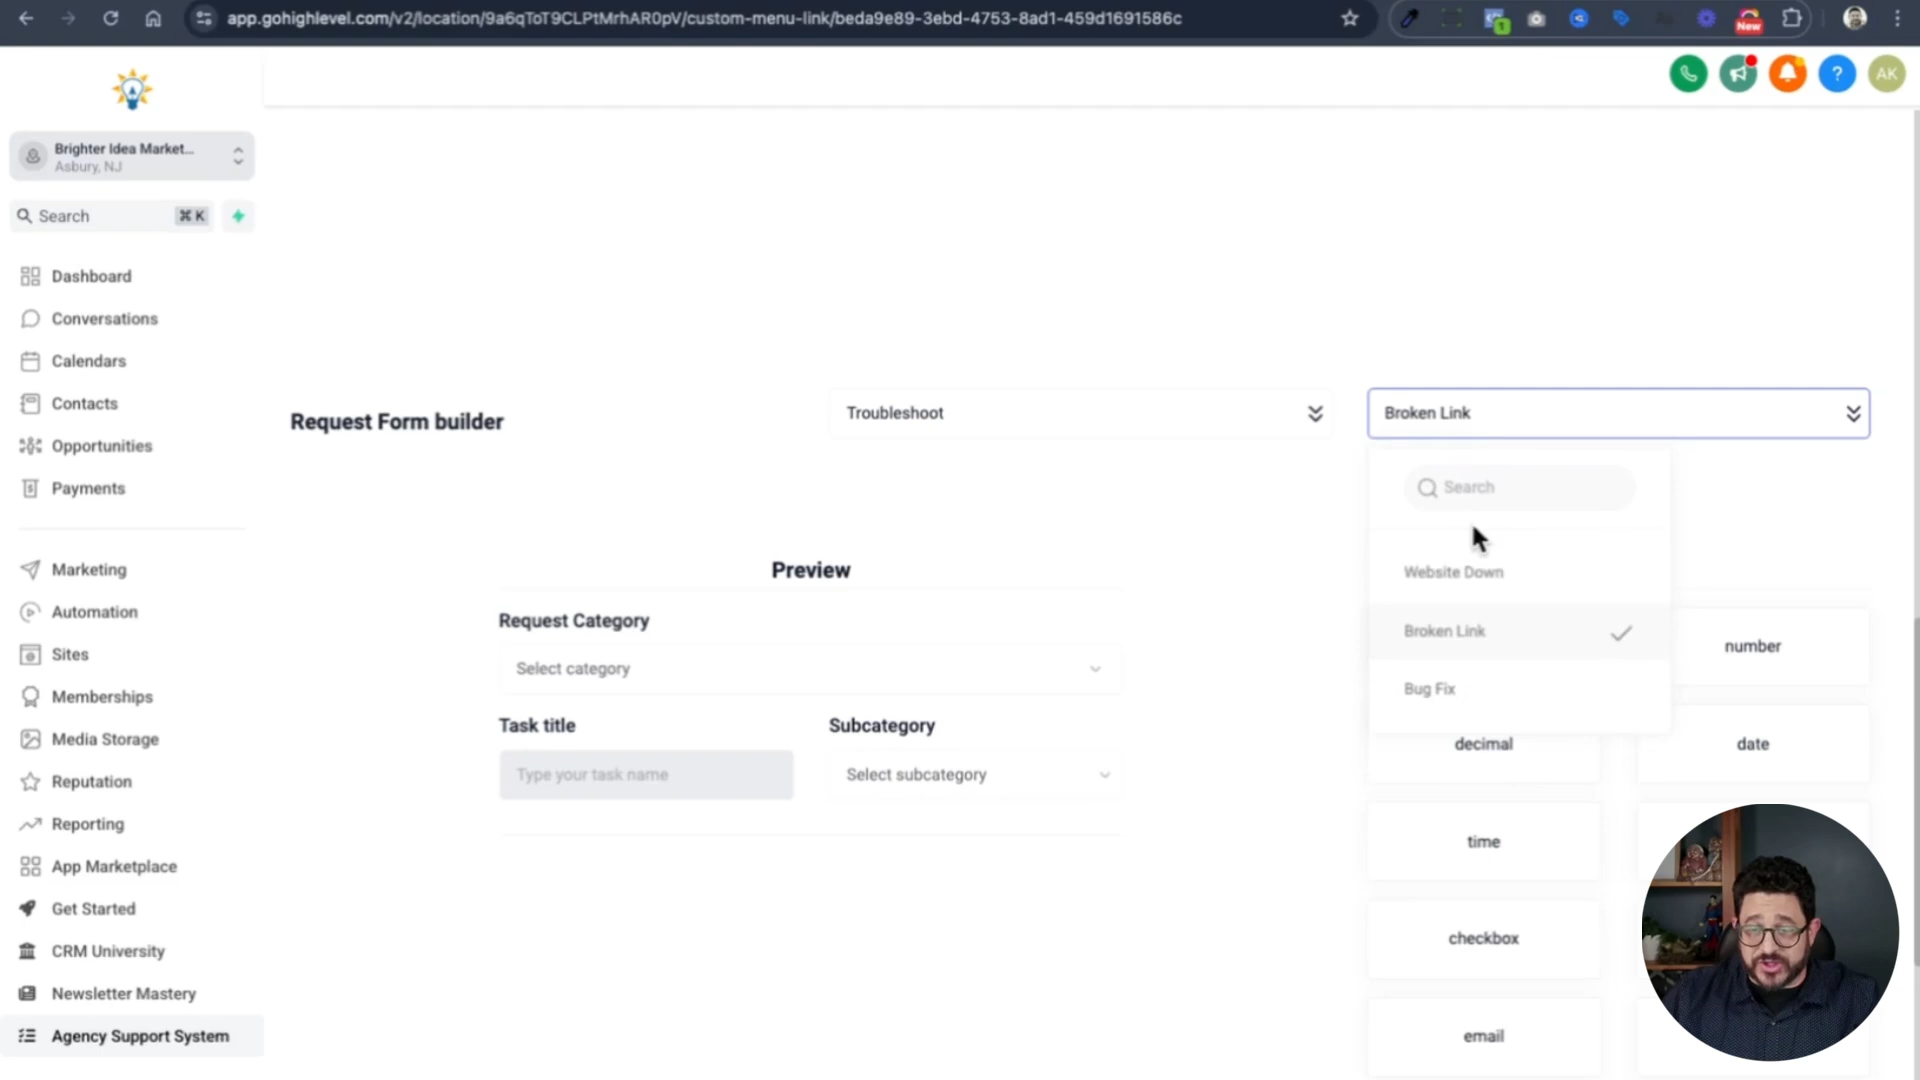 app.gohighlevel.com/v2/location/9a6qToT9CLPtMrhAR0pV/custom-menu-link/beda9e89-3ebd-4753-8ad1-459d1691586c
1
New
AK
Brighter Idea Market...
Asbury, NJ
Search
⌘ K
Dashboard
Conversations
Calendars
Contacts
Opportunities
Payments
Marketing
Automation
Sites
Memberships
Media Storage
Reputation
Reporting
App Marketplace
Get Started
CRM University
Newsletter Mastery
Agency Support System
Request Form builder
Troubleshoot
Broken Link
Search
Website Down
Broken Link
Bug Fix
Preview
Request Category
Select category
Task title
Subcategory
Type your task name
Select subcategory
number
decimal
date
time
checkbox
email